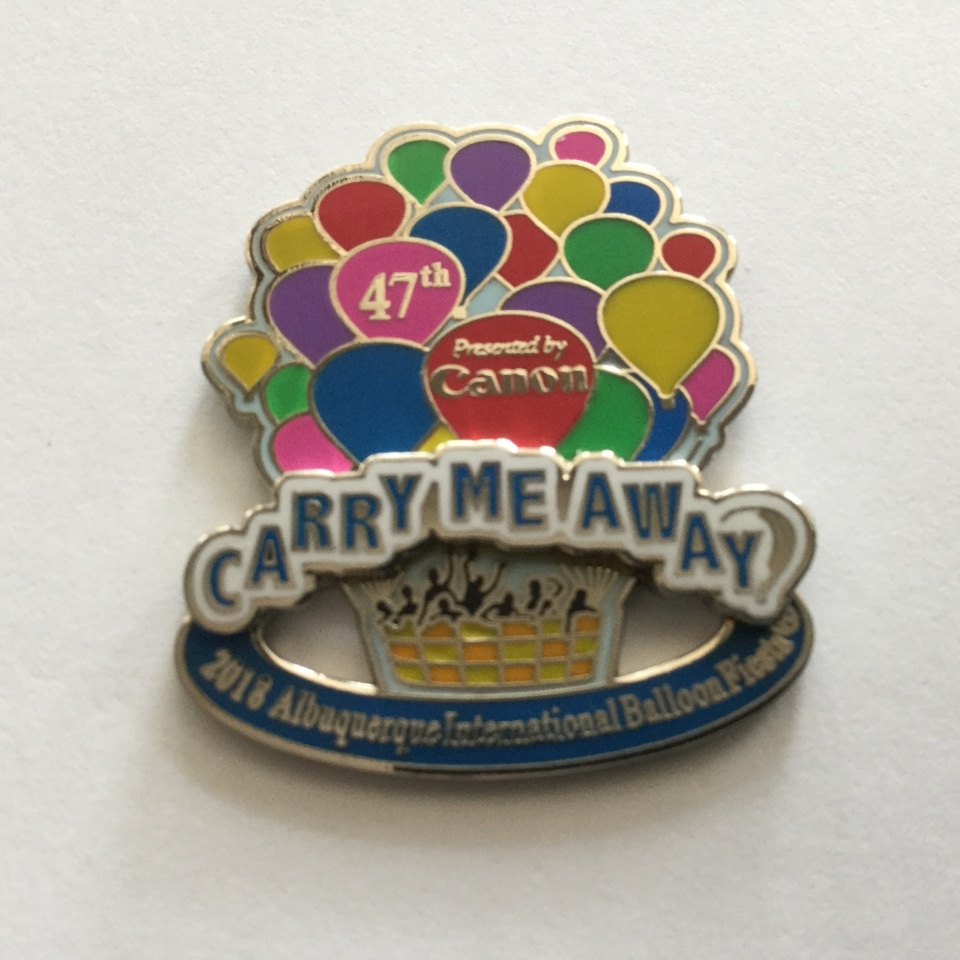 47th
Presented by
Canon
CARRY ME AWAY
2018 Albuquerque International Balloon Fiesta®